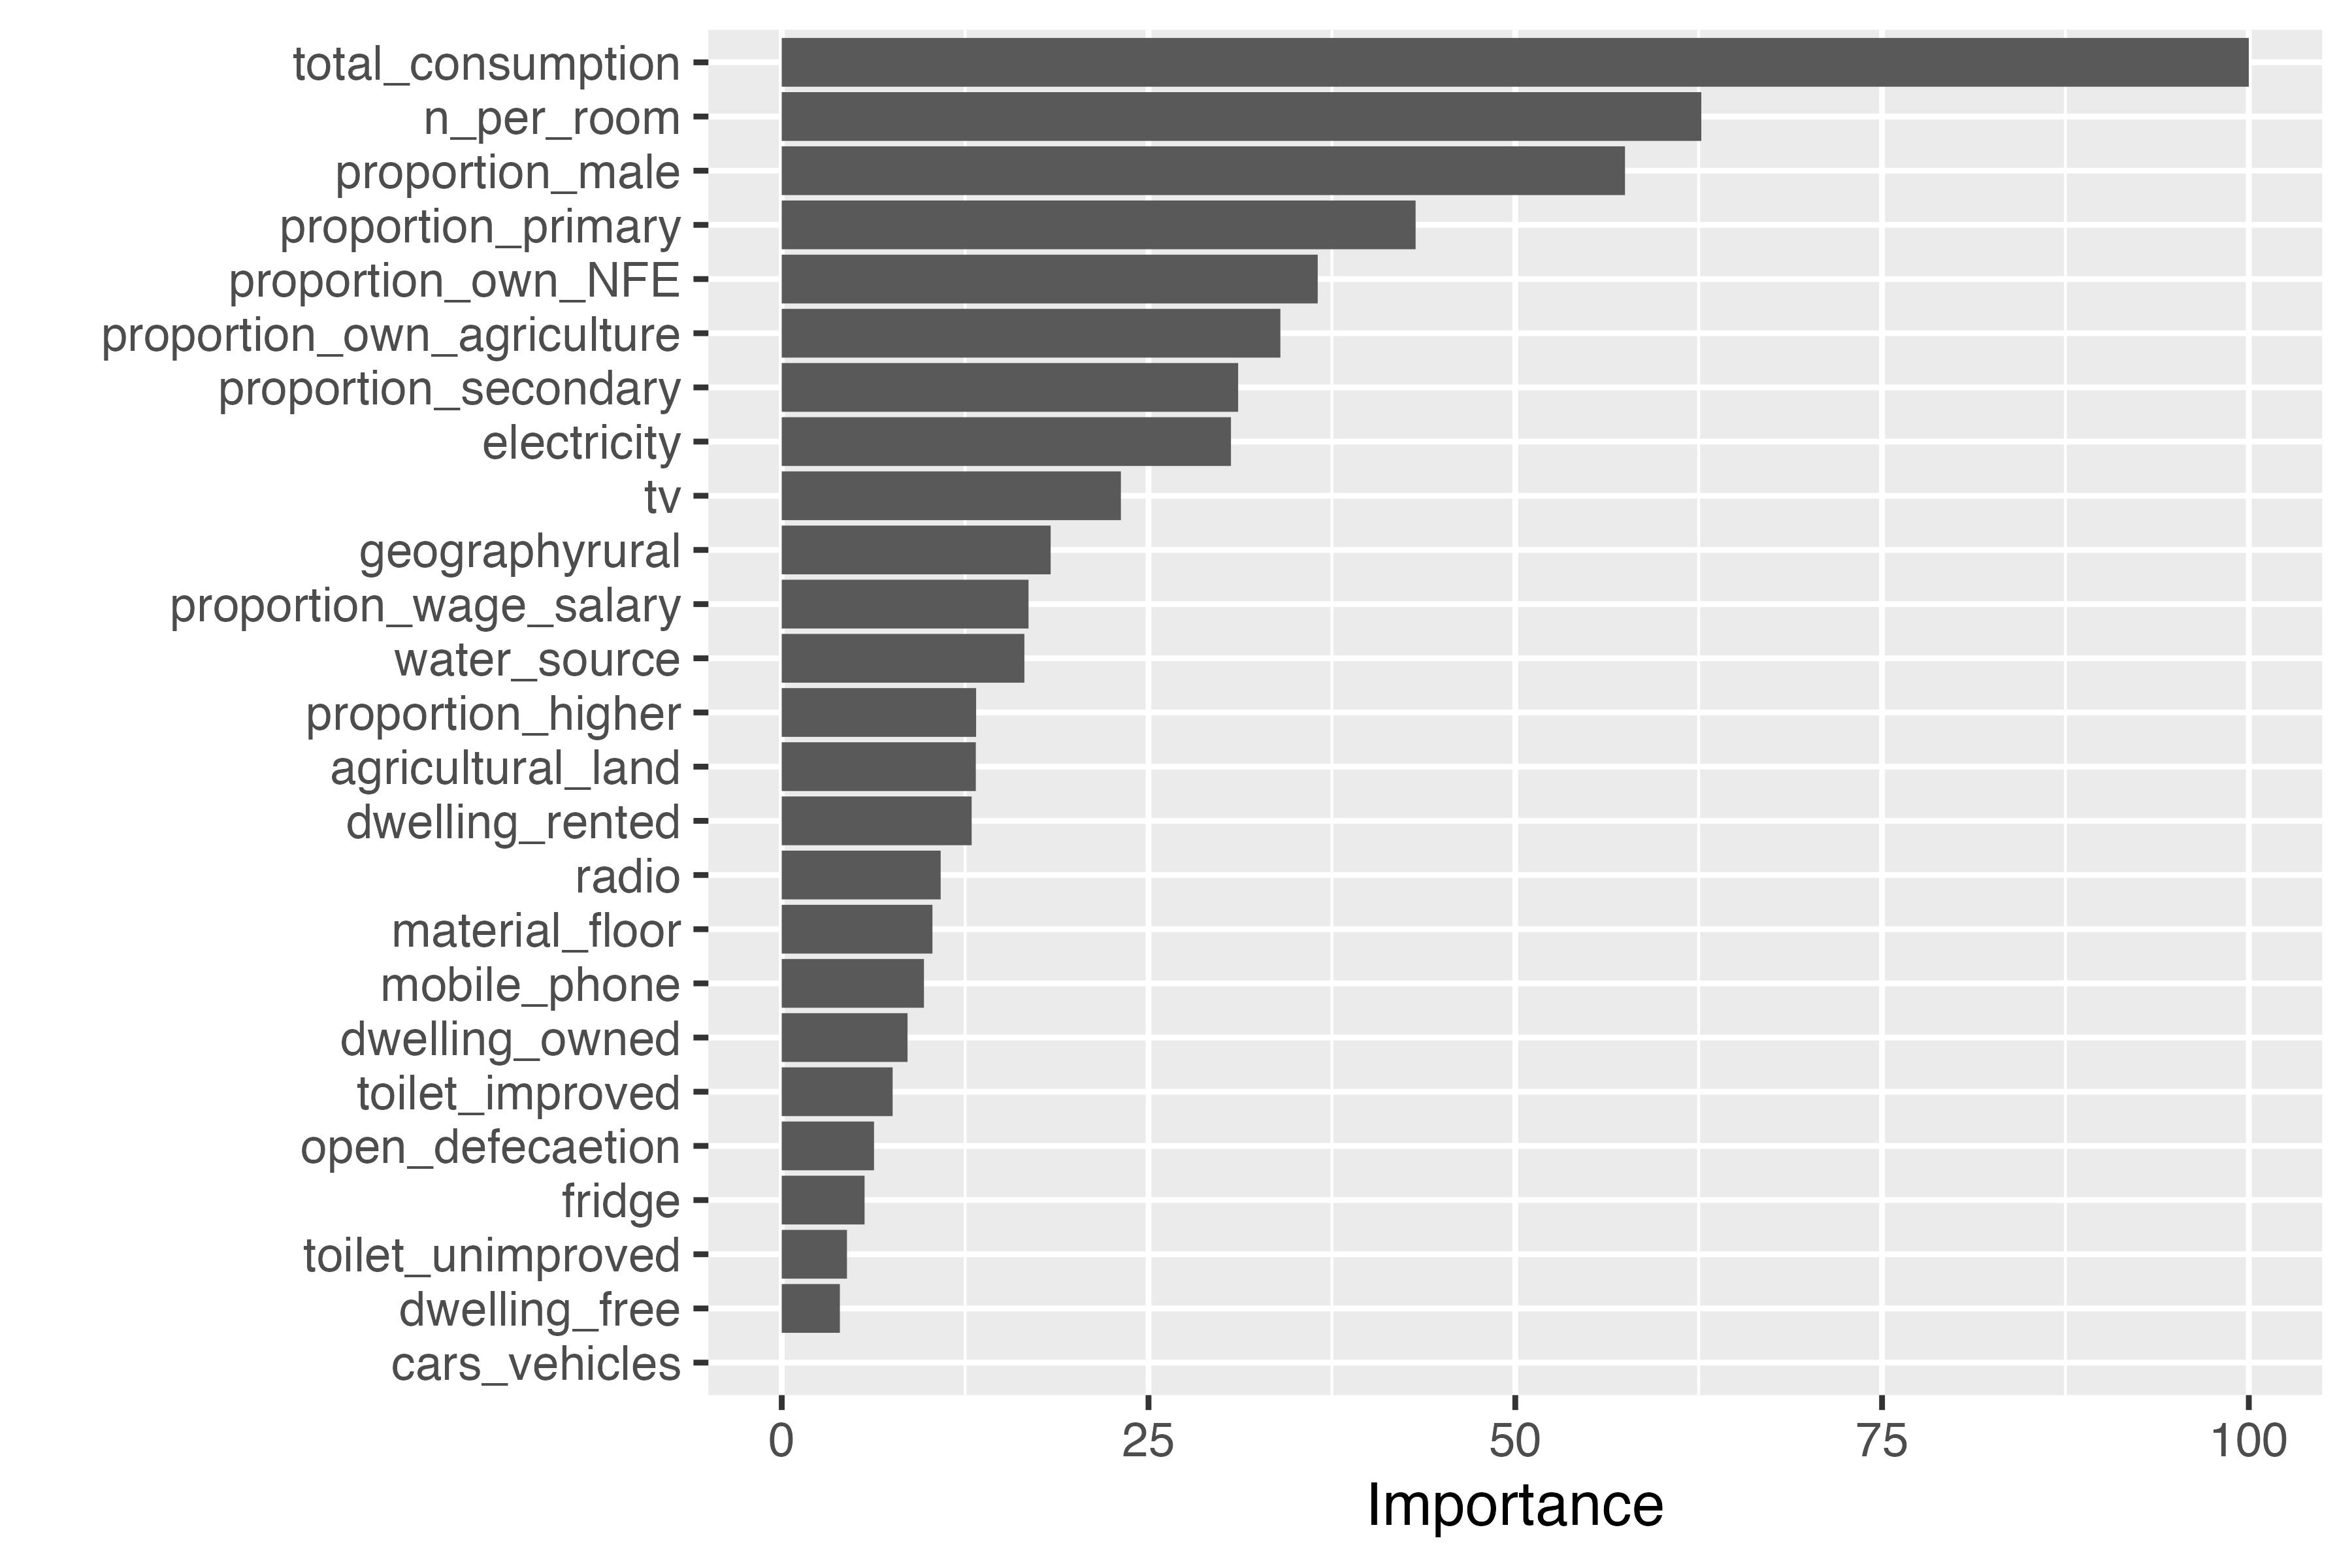 total_consumption
n_per_room
proportion_male
proportion_primary
proportion_own_NFE
proportion_own_agriculture
proportion_secondary
electricity
tv
geographyrural
proportion_wage_salary
water_source
proportion_higher
agricultural_land
dwelling_rented
radio
material_floor
mobile_phone
dwelling_owned
toilet_improved
open_defecaetion
fridge
toilet_unimproved
dwelling_free
cars_vehicles
0 25 50 75 100
Importance